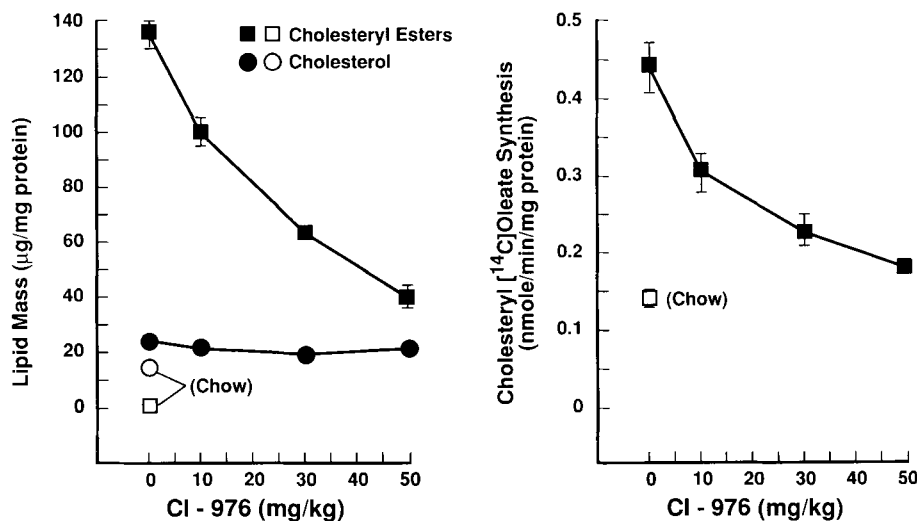 Lipid Mass (µg/mg protein)
140
120
100
80
60
40
20
0
Cholesteryl Esters
Cholesterol
(Chow)
0 10 20 30 40 50
CI - 976 (mg/kg)
Cholesteryl [¹⁴C]Oleate Synthesis
(nmole/min/mg protein)
0.5
0.4
0.3
0.2
0.1
0
(Chow)
0 10 20 30 40 50
CI - 976 (mg/kg)